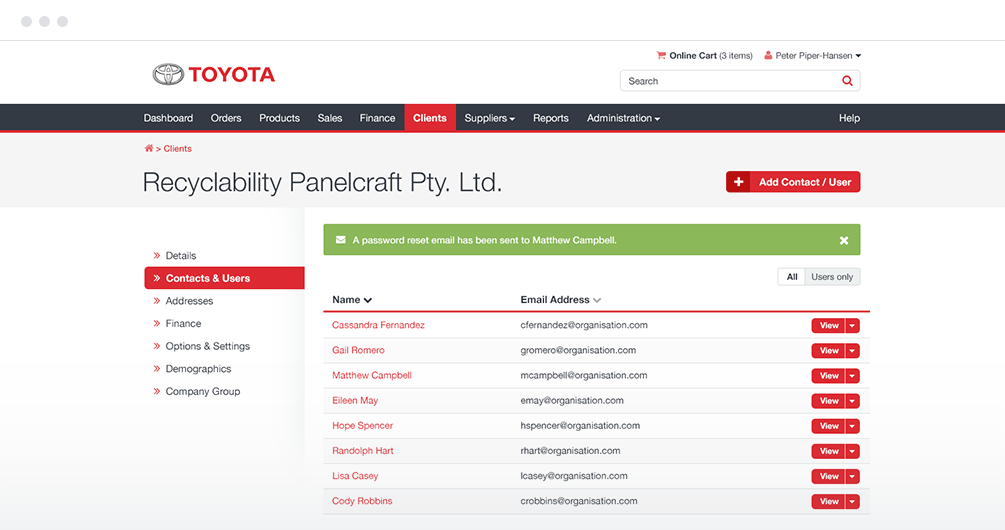 Online Cart (3 items) Peter Piper-Hansen
TOYOTA
Search
Dashboard Orders Products Sales Finance Clients Suppliers Reports Administration Help
> Clients
Recyclability Panelcraft Pty. Ltd.
+ Add Contact / User
A password reset email has been sent to Matthew Campbell.
Details
Contacts & Users
Addresses
Finance
Options & Settings
Demographics
Company Group
All Users only
Name Email Address
Cassandra Fernandez cfernandez@organisation.com View
Gail Romero gromero@organisation.com View
Matthew Campbell mcampbell@organisation.com View
Eileen May emay@organisation.com View
Hope Spencer hspencer@organisation.com View
Randolph Hart rhart@organisation.com View
Lisa Casey lcasey@organisation.com View
Cody Robbins crobbins@organisation.com View